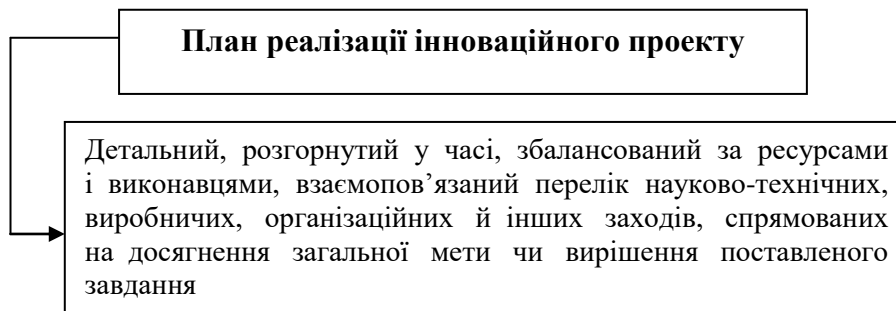 План реалізації інноваційного проекту
Детальний, розгорнутий у часі, збалансований за ресурсами
і виконавцями, взаємопов’язаний перелік науково-технічних,
виробничих, організаційних й інших заходів, спрямованих
на досягнення загальної мети чи вирішення поставленого
завдання